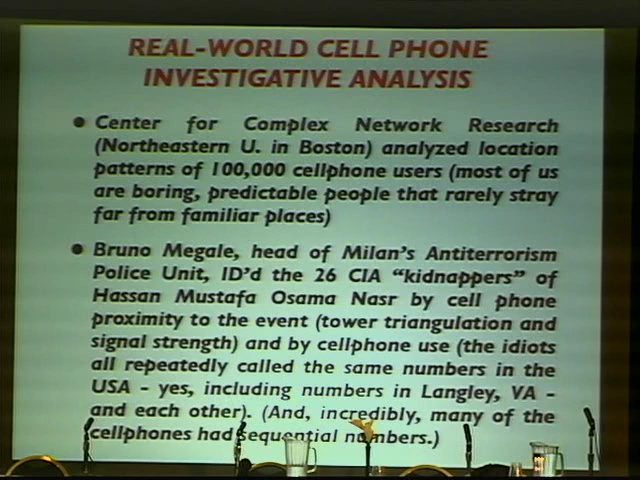 REAL-WORLD CELL PHONE
INVESTIGATIVE ANALYSIS
• Center for Complex Network Research
(Northeastern U. in Boston) analyzed location
patterns of 100,000 cellphone users (most of us
are boring, predictable people that rarely stray
far from familiar places)
• Bruno Megale, head of Milan's Antiterrorism
Police Unit, ID'd the 26 CIA "kidnappers" of
Hassan Mustafa Osama Nasr by cell phone
proximity to the event (tower triangulation and
signal strength) and by cellphone use (the idiots
all repeatedly called the same numbers in the
USA - yes, including numbers in Langley, VA -
and each other). (And, incredibly, many of the
cellphones had sequential numbers.)